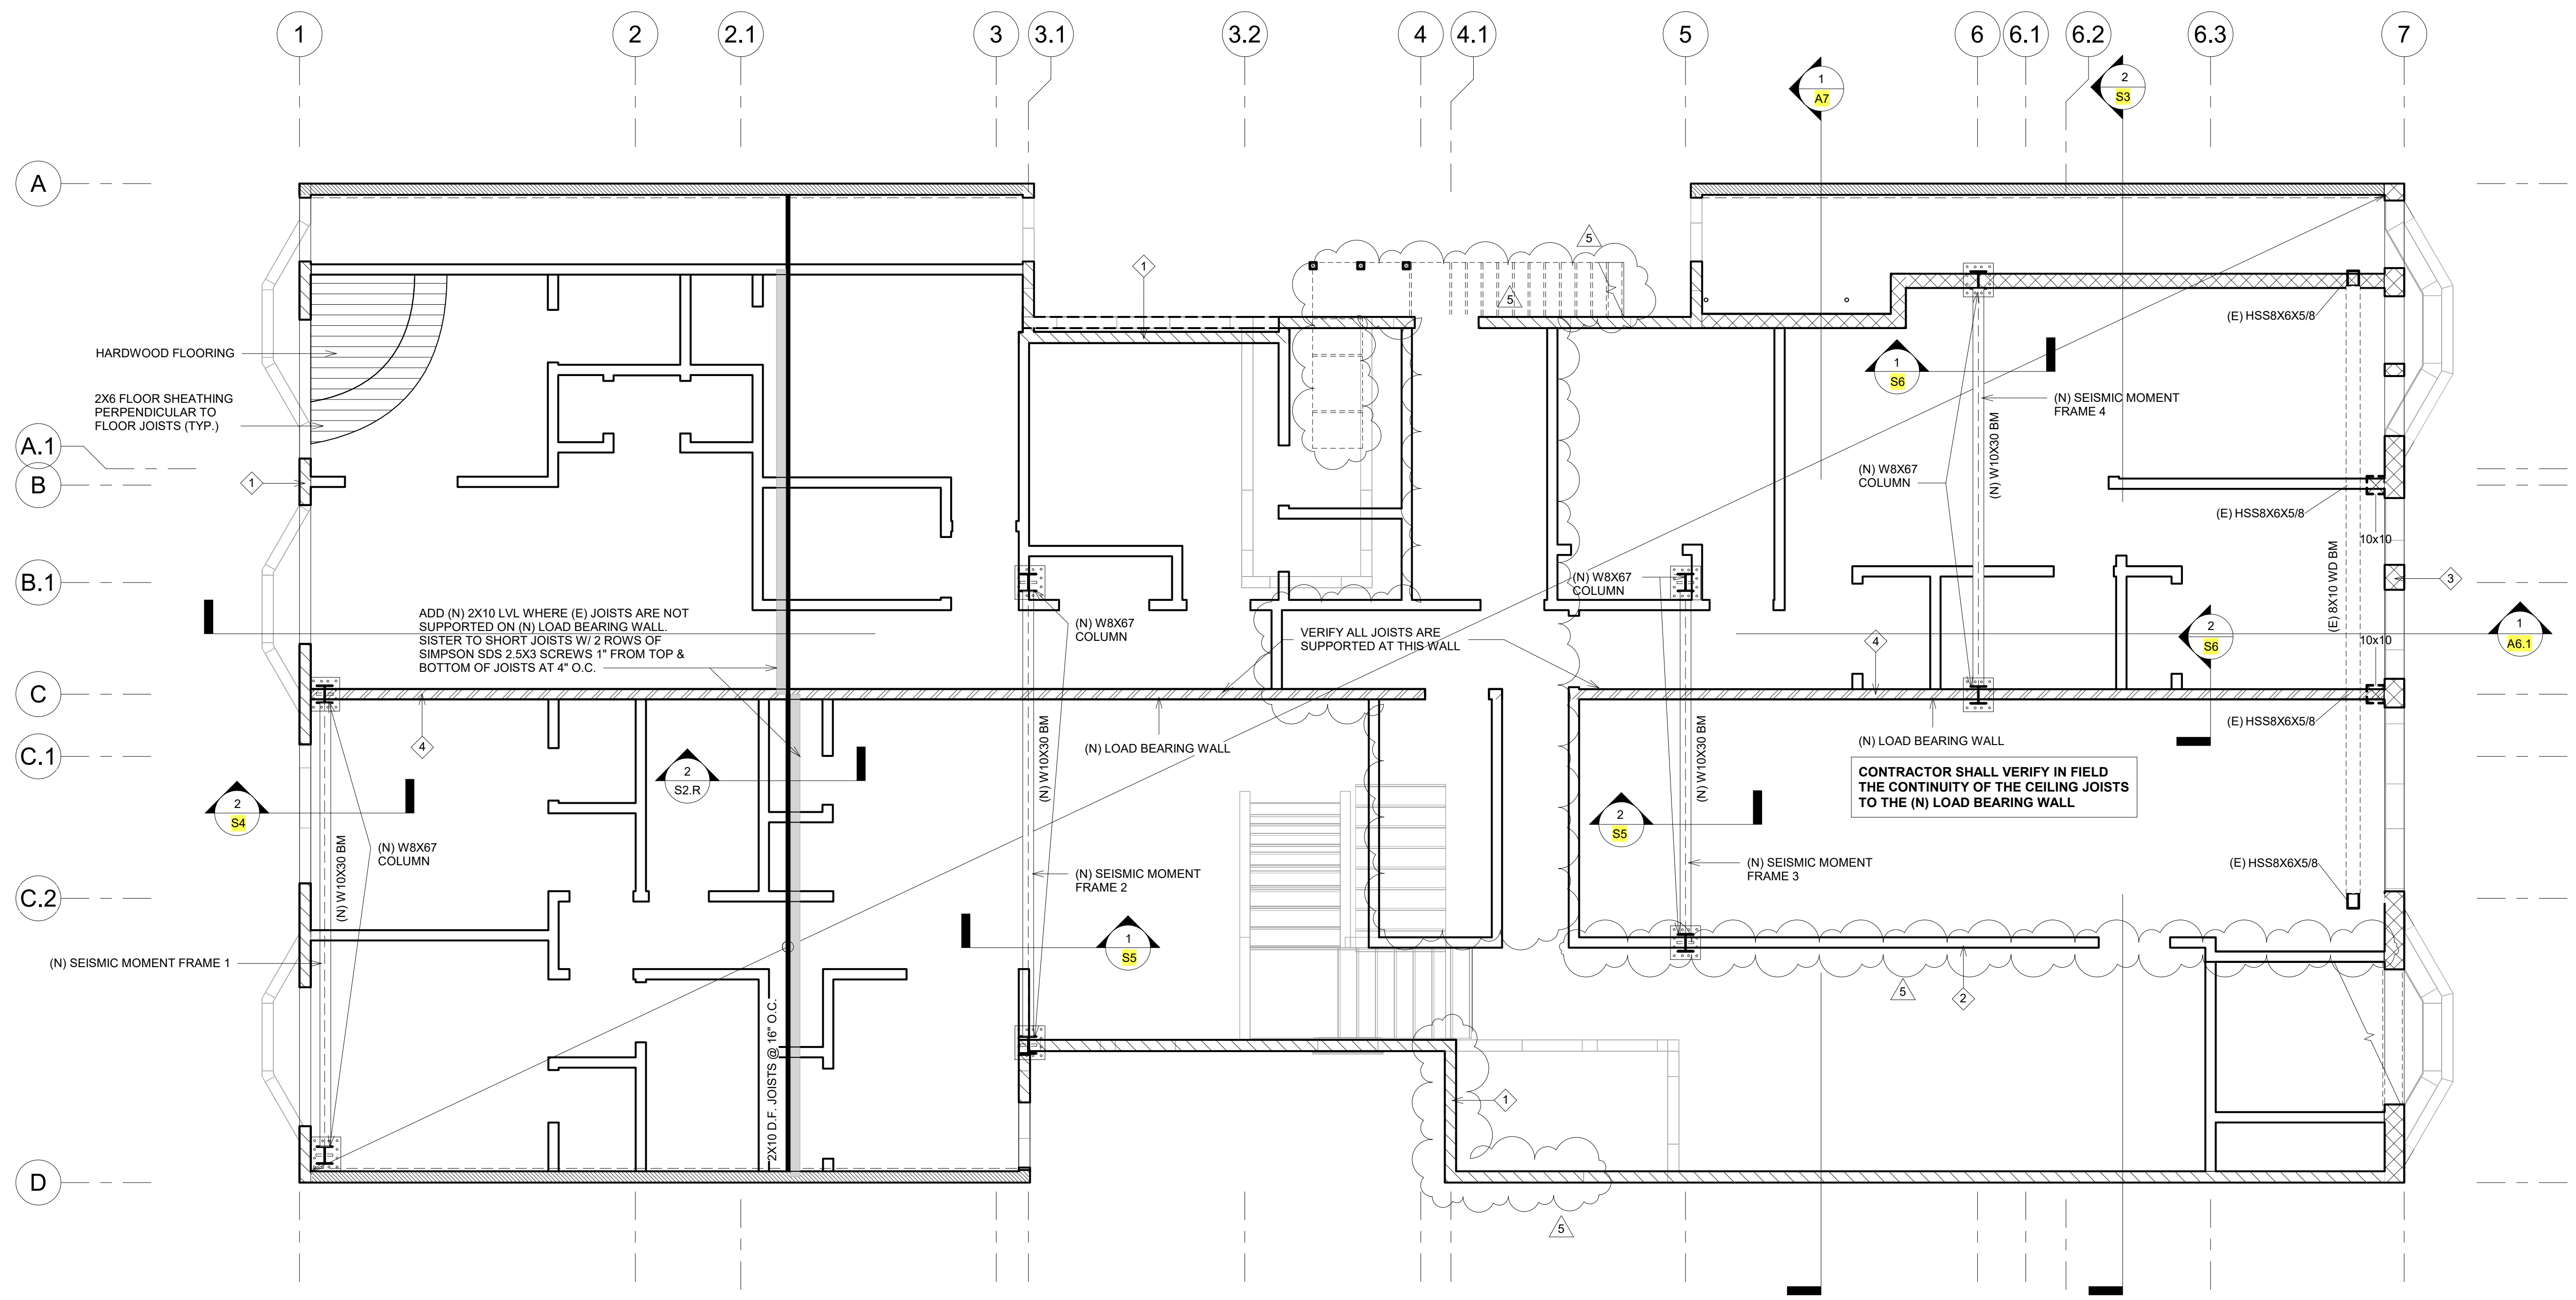 1
2
2.1
3
3.1
3.2
4
4.1
5
6
6.1
6.2
6.3
7
1
A7
2
S3
A
5
1
5
(E) HSS8X6X5/8
HARDWOOD FLOORING
1
S6
2X6 FLOOR SHEATHING
PERPENDICULAR TO
FLOOR JOISTS (TYP.)
(N) SEISMIC MOMENT
FRAME 4
(N) W10X30 BM
A.1
B
1
(N) W8X67
COLUMN
(E) HSS8X6X5/8
10x10
(E) 8X10 WD BM
B.1
(N) W8X67
COLUMN
3
ADD (N) 2X10 LVL WHERE (E) JOISTS ARE NOT
SUPPORTED ON (N) LOAD BEARING WALL.
SISTER TO SHORT JOISTS W/ 2 ROWS OF
SIMPSON SDS 2.5X3 SCREWS 1" FROM TOP &
BOTTOM OF JOISTS AT 4" O.C.
(N) W8X67
COLUMN
VERIFY ALL JOISTS ARE
SUPPORTED AT THIS WALL
4
2
S6
10x10
1
A6.1
C
4
(N) LOAD BEARING WALL
(N) W10X30 BM
(N) W10X30 BM
(N) LOAD BEARING WALL
(E) HSS8X6X5/8
C.1
2
S2.R
CONTRACTOR SHALL VERIFY IN FIELD
THE CONTINUITY OF THE CEILING JOISTS
TO THE (N) LOAD BEARING WALL
2
S4
2
S5
(N) W10X30 BM
(N) W8X67
COLUMN
(N) SEISMIC MOMENT
FRAME 2
(N) SEISMIC MOMENT
FRAME 3
(E) HSS8X6X5/8
C.2
1
S5
(N) SEISMIC MOMENT FRAME 1
5
2
2X10 D.F. JOISTS @ 16" O.C.
1
D
5